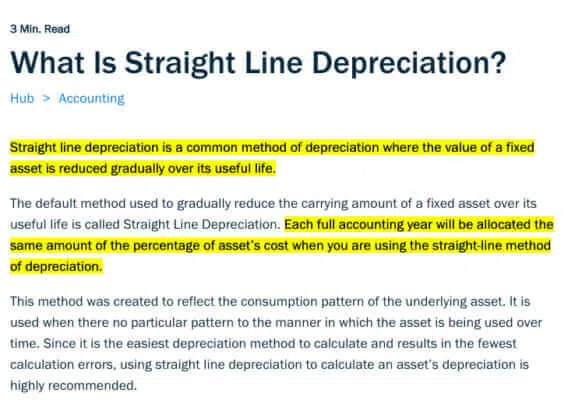 3 Min. Read
What Is Straight Line Depreciation?
Hub > Accounting
Straight line depreciation is a common method of depreciation where the value of a fixed
asset is reduced gradually over its useful life.
The default method used to gradually reduce the carrying amount of a fixed asset over its
useful life is called Straight Line Depreciation. Each full accounting year will be allocated the
same amount of the percentage of asset's cost when you are using the straight-line method
of depreciation.
This method was created to reflect the consumption pattern of the underlying asset. It is
used when there no particular pattern to the manner in which the asset is being used over
time. Since it is the easiest depreciation method to calculate and results in the fewest
calculation errors, using straight line depreciation to calculate an asset's depreciation is
highly recommended.